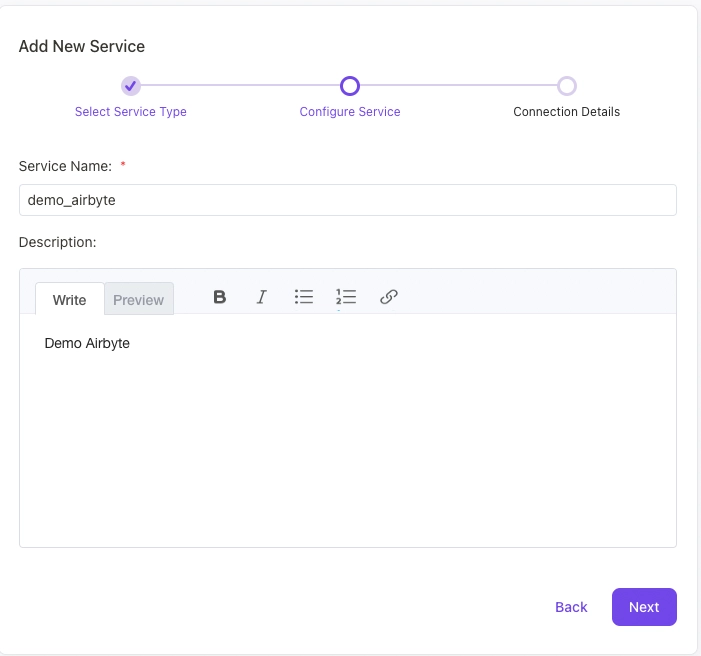 Add New Service
Select Service Type Configure Service Connection Details
Service Name: *
demo_airbyte
Description:
Write Preview B I
Demo Airbyte
Back Next